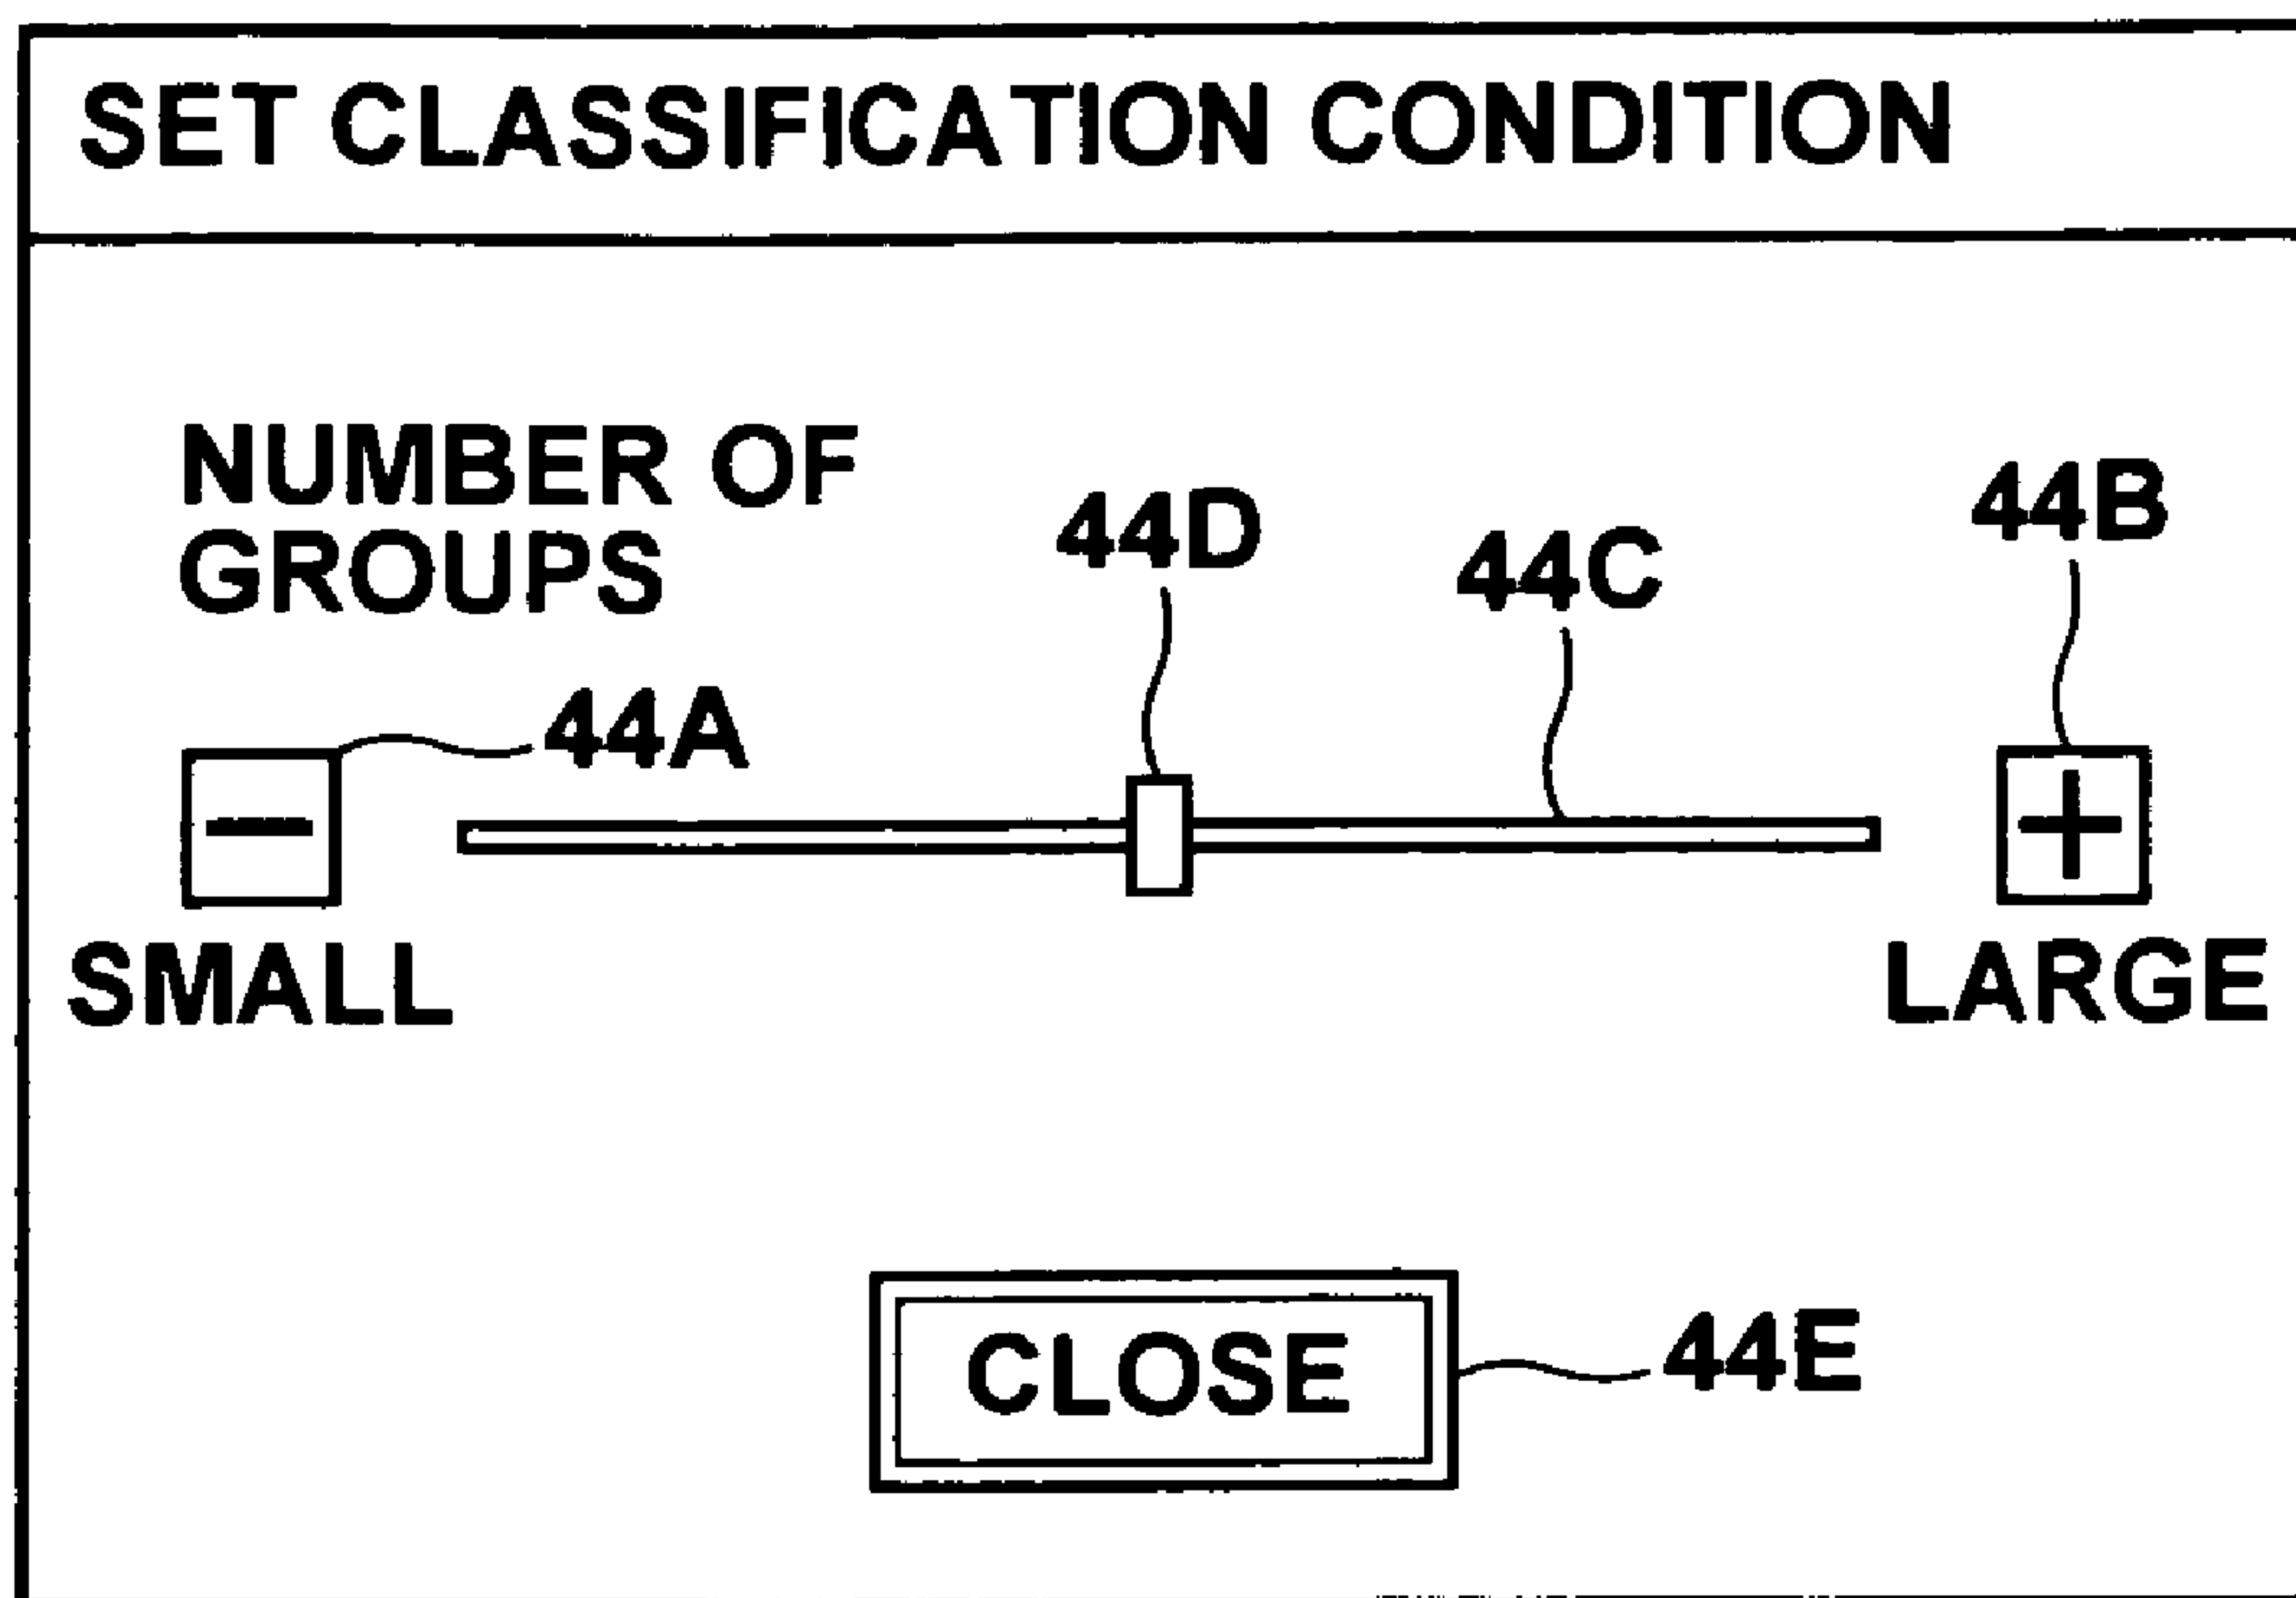 SET CLASSIFICATION CONDITION
NUMBER OF
GROUPS
44D
44C
44B
44A
SMALL
LARGE
CLOSE
44E